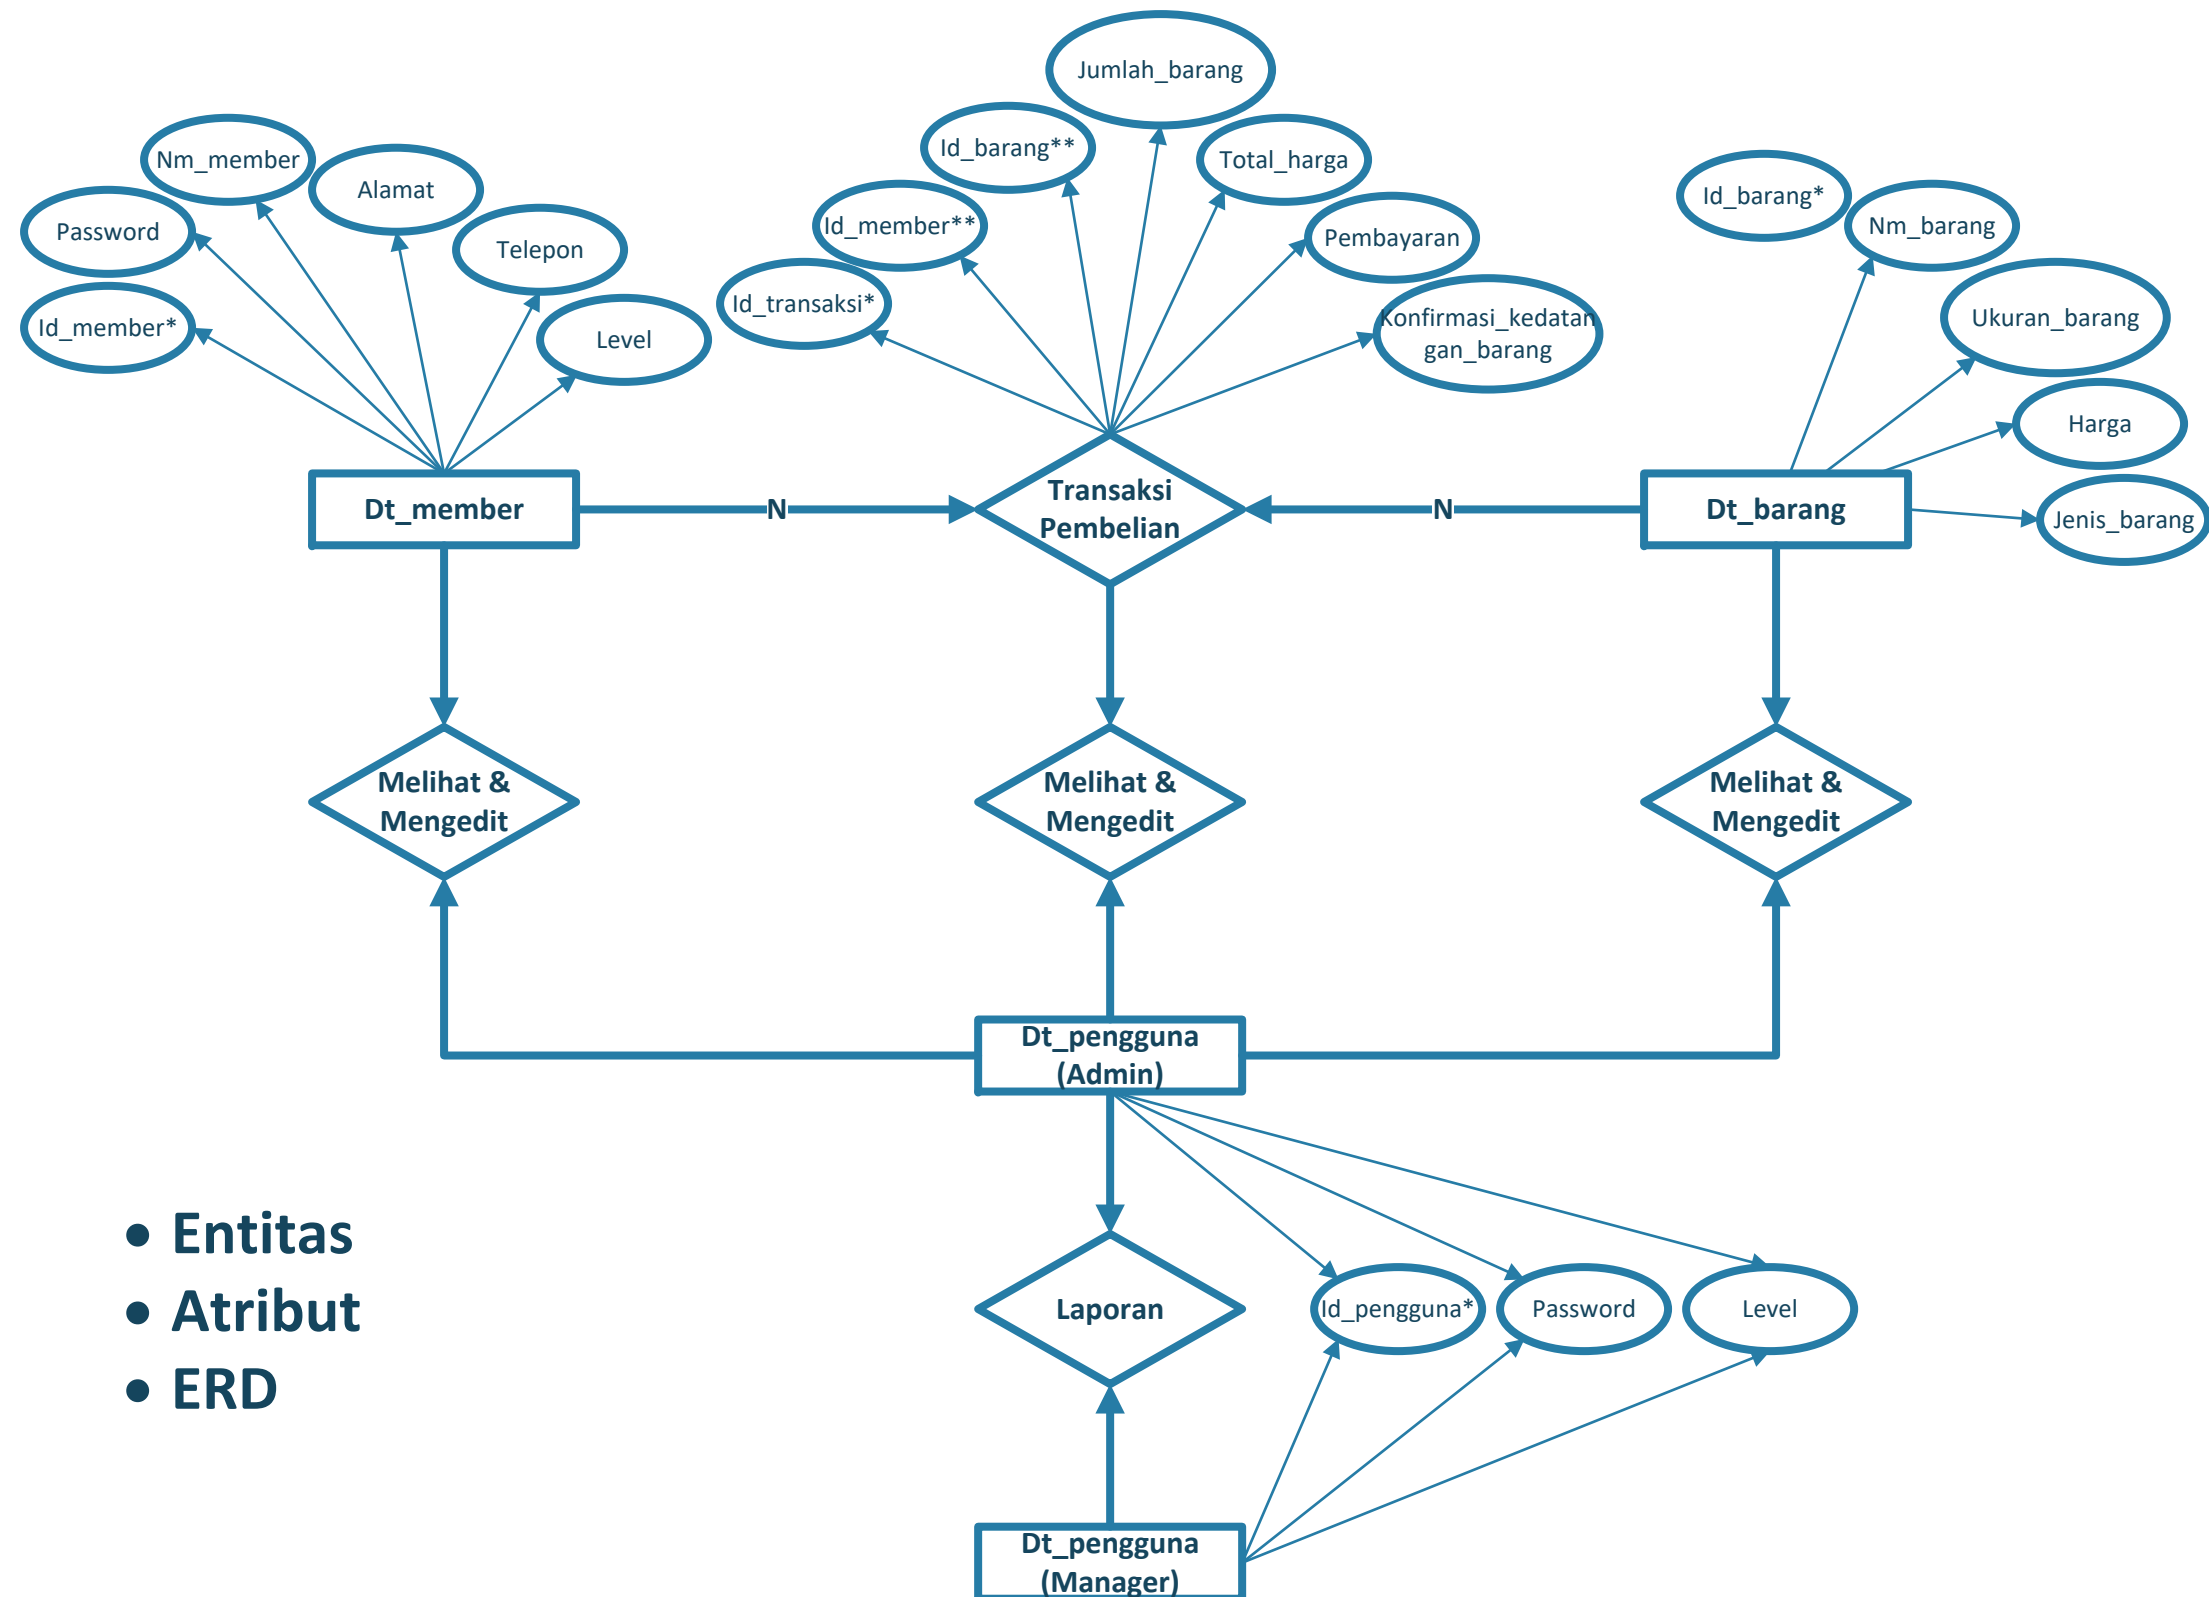 Jumlah_barang
Id_barang**
Total_harga
Nm_member
Alamat
Id_barang*
Password
Telepon
Id_member**
Pembayaran
Nm_barang
Id_member*
Level
Id_transaksi*
Konfirmasi_kedatan
gan_barang
Ukuran_barang
Harga
Jenis_barang
Dt_member
N
Transaksi
Pembelian
N
Dt_barang
Melihat &
Mengedit
Melihat &
Mengedit
Melihat &
Mengedit
Dt_pengguna
(Admin)
• Entitas
• Atribut
• ERD
Laporan
Id_pengguna*
Password
Level
Dt_pengguna
(Manager)